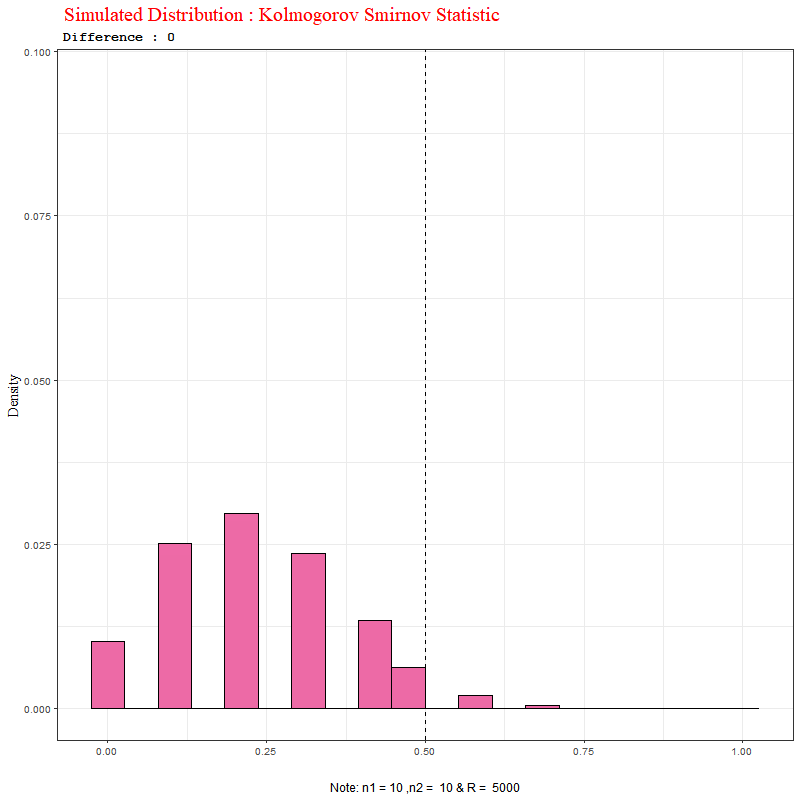 Simulated Distribution : Kolmogorov Smirnov Statistic
Difference : 0
0.100
0.075
0.050
0.025
0.000
Density
0.00 0.25 0.50 0.75 1.00
Note: n1 = 10 ,n2 =  10 & R =  5000